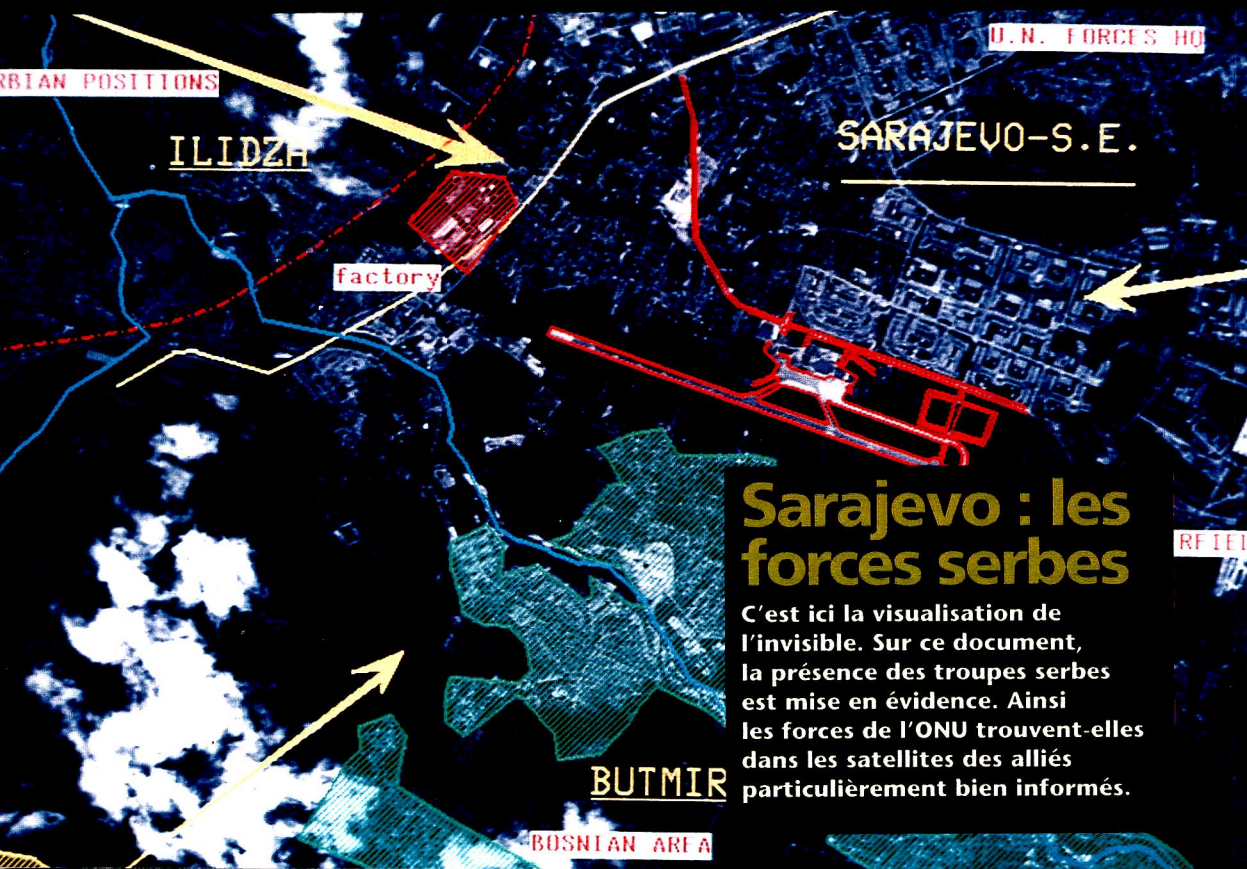 U.N. FORCES HQ
RBIAN POSITIONS
SARAJEVO-S.E.
ILIDZA
factory
Sarajevo : les
forces serbes
RFIEL
C'est ici la visualisation de
l'invisible. Sur ce document,
la présence des troupes serbes
est mise en évidence. Ainsi
les forces de l'ONU trouvent-elles
dans les satellites des alliés
particulièrement bien informés.
BUTMIR
BOSNIAN AREA